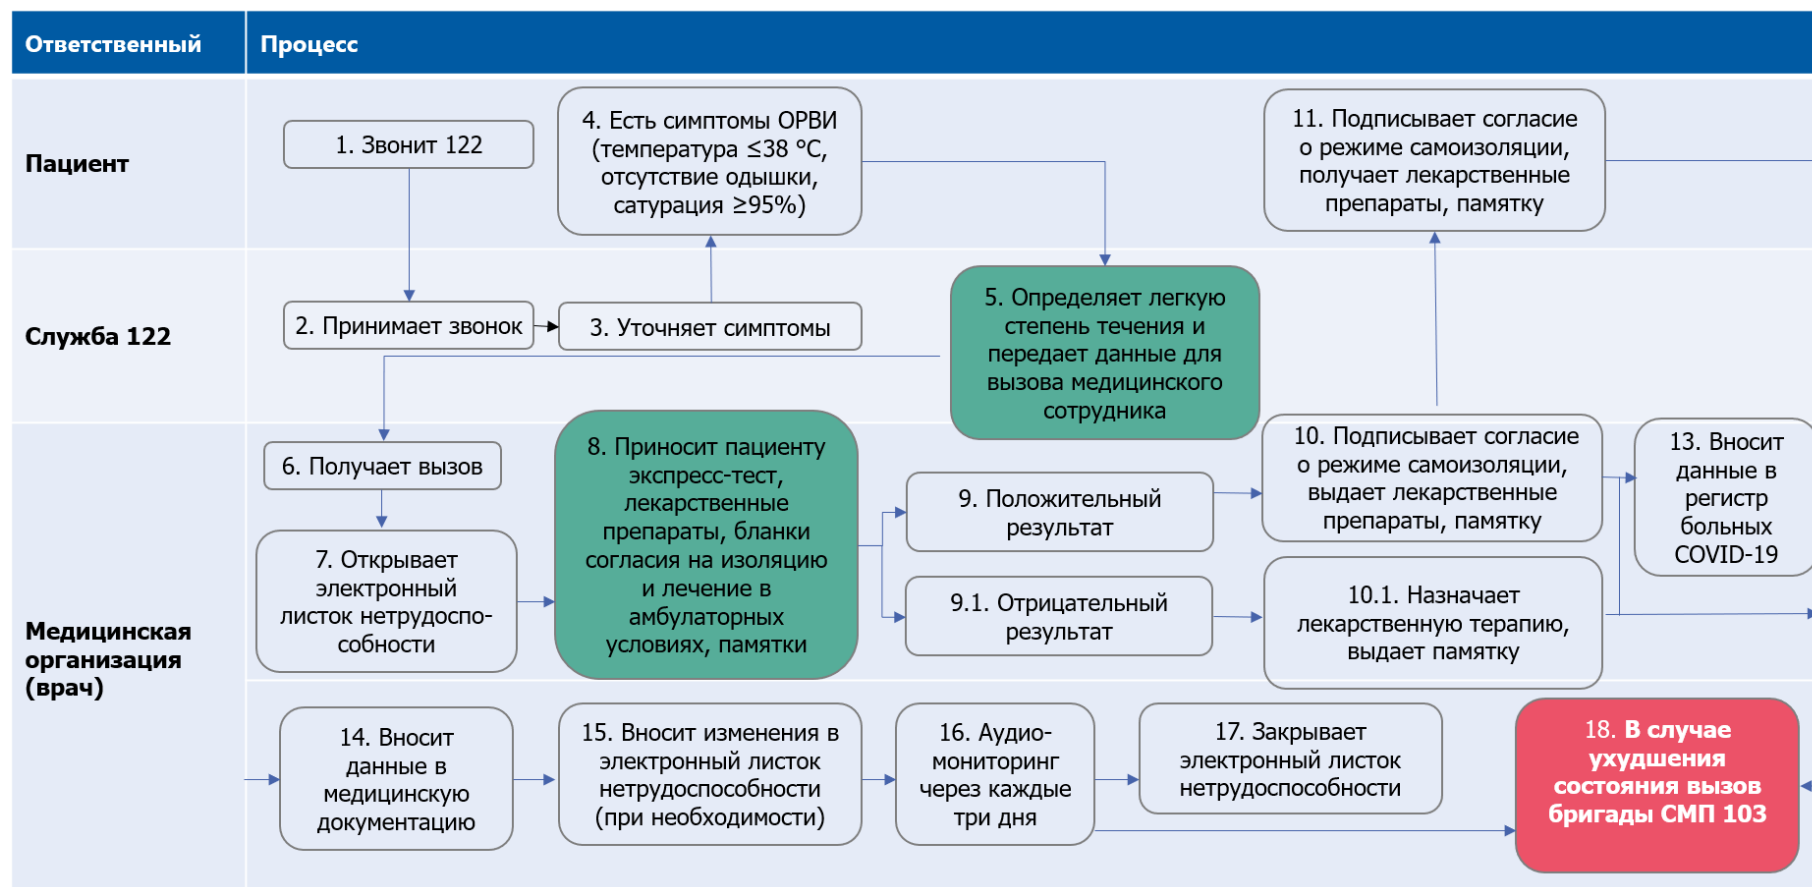 Ответственный
Процесс
Пациент
1. Звонит 122
4. Есть симптомы ОРВИ
(температура ≤38 °C,
отсутствие одышки,
сатурация ≥95%)
11. Подписывает согласие
о режиме самоизоляции,
получает лекарственные
препараты, памятку
Служба 122
2. Принимает звонок
3. Уточняет симптомы
5. Определяет легкую
степень течения и
передает данные для
вызова медицинского
сотрудника
Медицинская
организация
(врач)
6. Получает вызов
7. Открывает
электронный
листок нетрудоспо-
собности
8. Приносит пациенту
экспресс-тест,
лекарственные
препараты, бланки
согласия на изоляцию
и лечение в
амбулаторных
условиях, памятки
9. Положительный
результат
9.1. Отрицательный
результат
10. Подписывает согласие
о режиме самоизоляции,
выдает лекарственные
препараты, памятку
10.1. Назначает
лекарственную терапию,
выдает памятку
13. Вносит
данные в
регистр
больных
COVID-19
14. Вносит
данные в
медицинскую
документацию
15. Вносит изменения в
электронный листок
нетрудоспособности
(при необходимости)
16. Аудио-
мониторинг
через каждые
три дня
17. Закрывает
электронный листок
нетрудоспособности
18. В случае
ухудшения
состояния вызов
бригады СМП 103